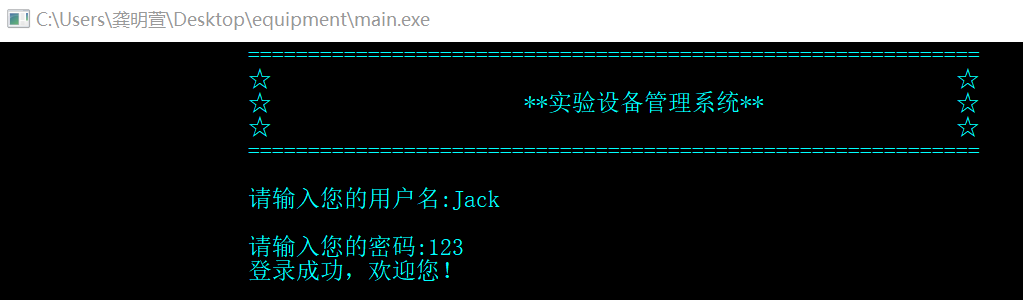 C:\Users\龚明萱\Desktop\equipment\main.exe
=============================================================
☆ ☆
☆ **实验设备管理系统** ☆
☆ ☆
=============================================================
请输入您的用户名:Jack
请输入您的密码:123
登录成功，欢迎您！